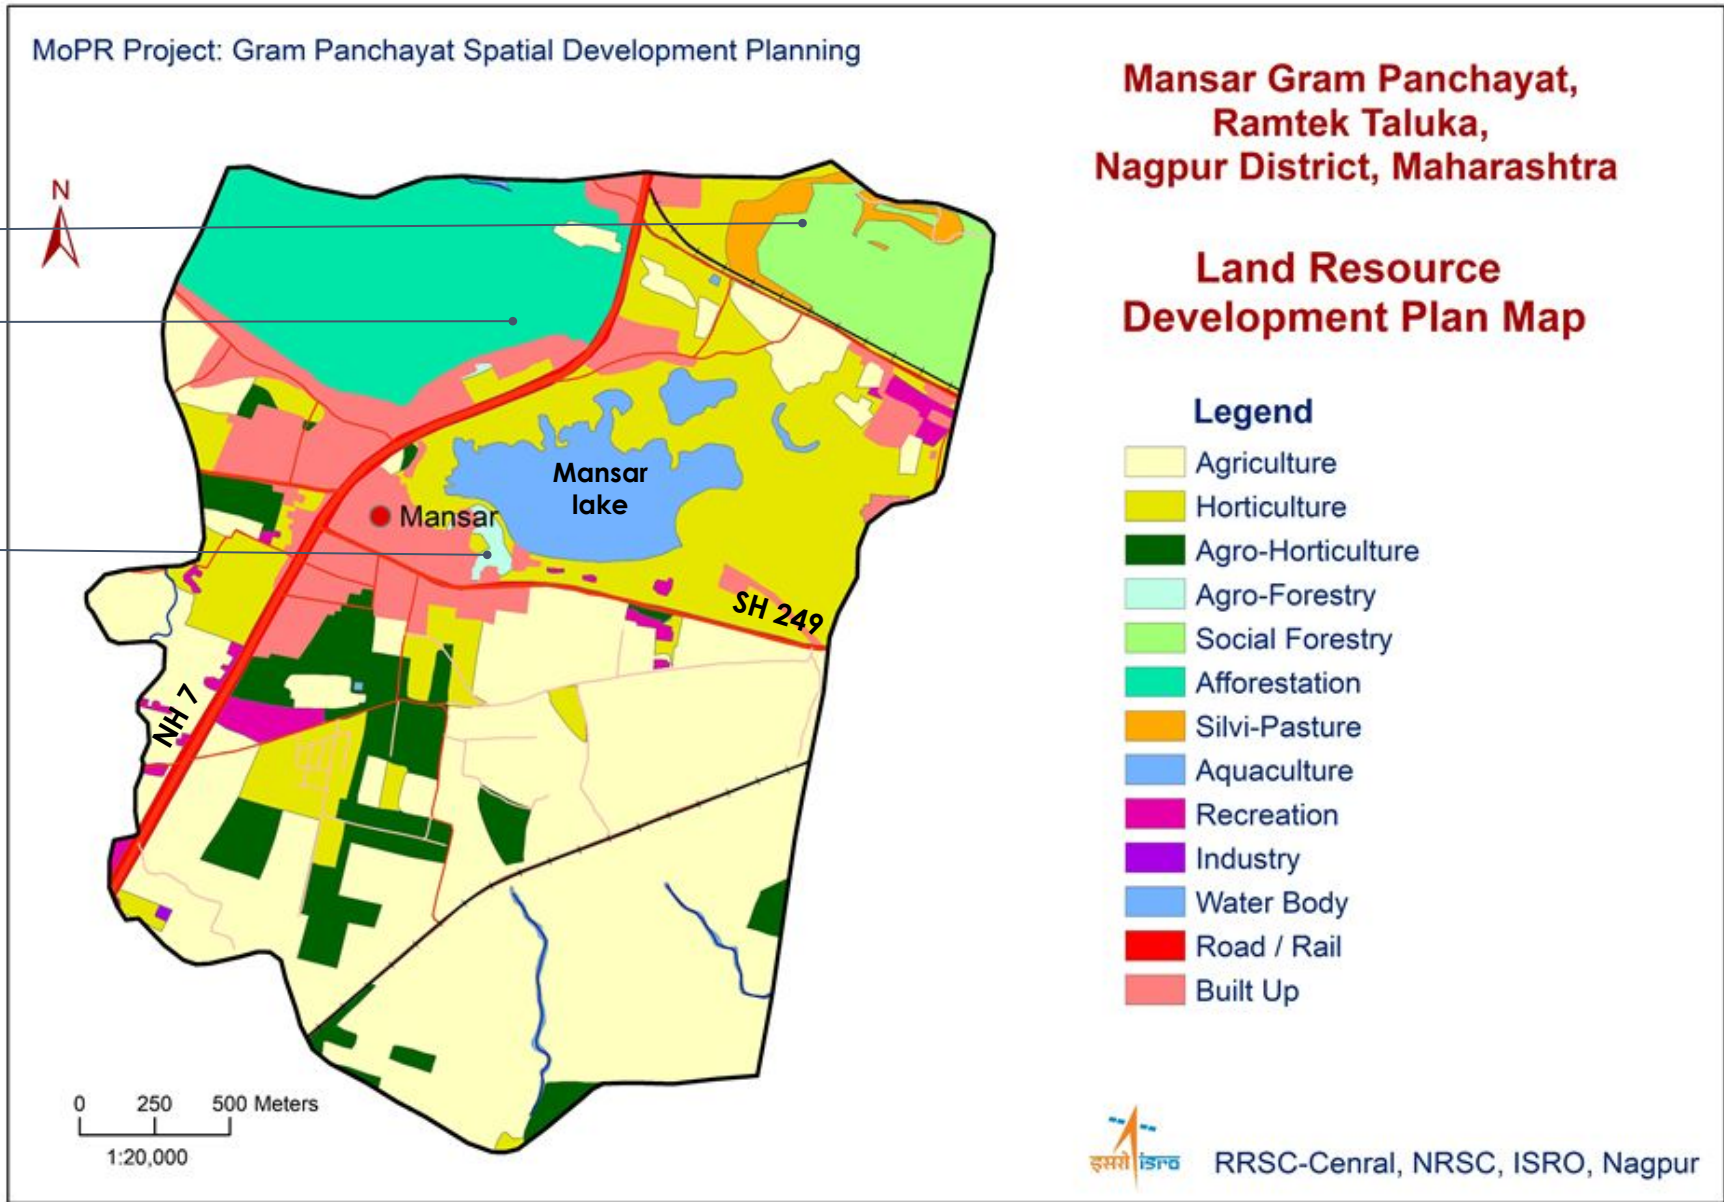 MoPR Project: Gram Panchayat Spatial Development Planning
Mansar Gram Panchayat,
Ramtek Taluka,
Nagpur District, Maharashtra
Land Resource
Development Plan Map
N
Mansar
lake
Mansar
SH 249
NH 7
Legend
Agriculture
Horticulture
Agro-Horticulture
Agro-Forestry
Social Forestry
Afforestation
Silvi-Pasture
Aquaculture
Recreation
Industry
Water Body
Road / Rail
Built Up
0 250 500 Meters
1:20,000
इसरो isro
RRSC-Cenral, NRSC, ISRO, Nagpur